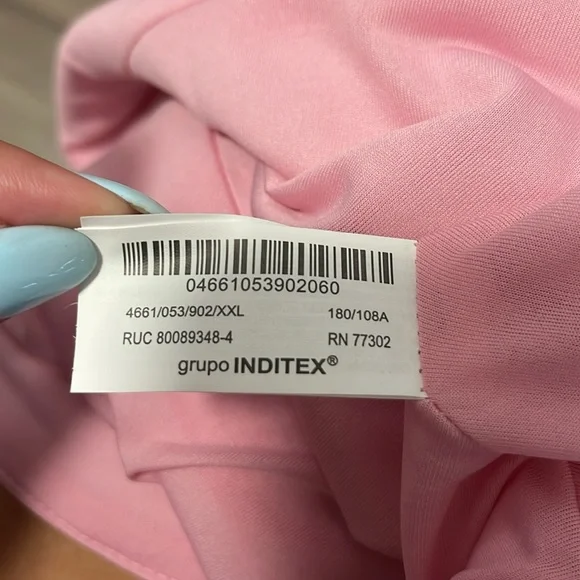 04661053902060
4661/053/902/XXL 180/108A
RUC 80089348-4 RN 77302
grupo INDITEX®